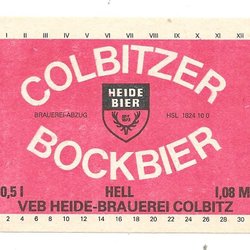 I II III IV V VI VII VIII IX X XI XII
COLBITZER
HEIDE
BIER
BRAUEREI-ABZUG HSL 1824 10 0
BOCKBIER
0,5 l HELL 1,08 M
VEB HEIDE-BRAUEREI COLBITZ
2 4 6 8 10 12 14 16 18 20 22 24 26 28 30